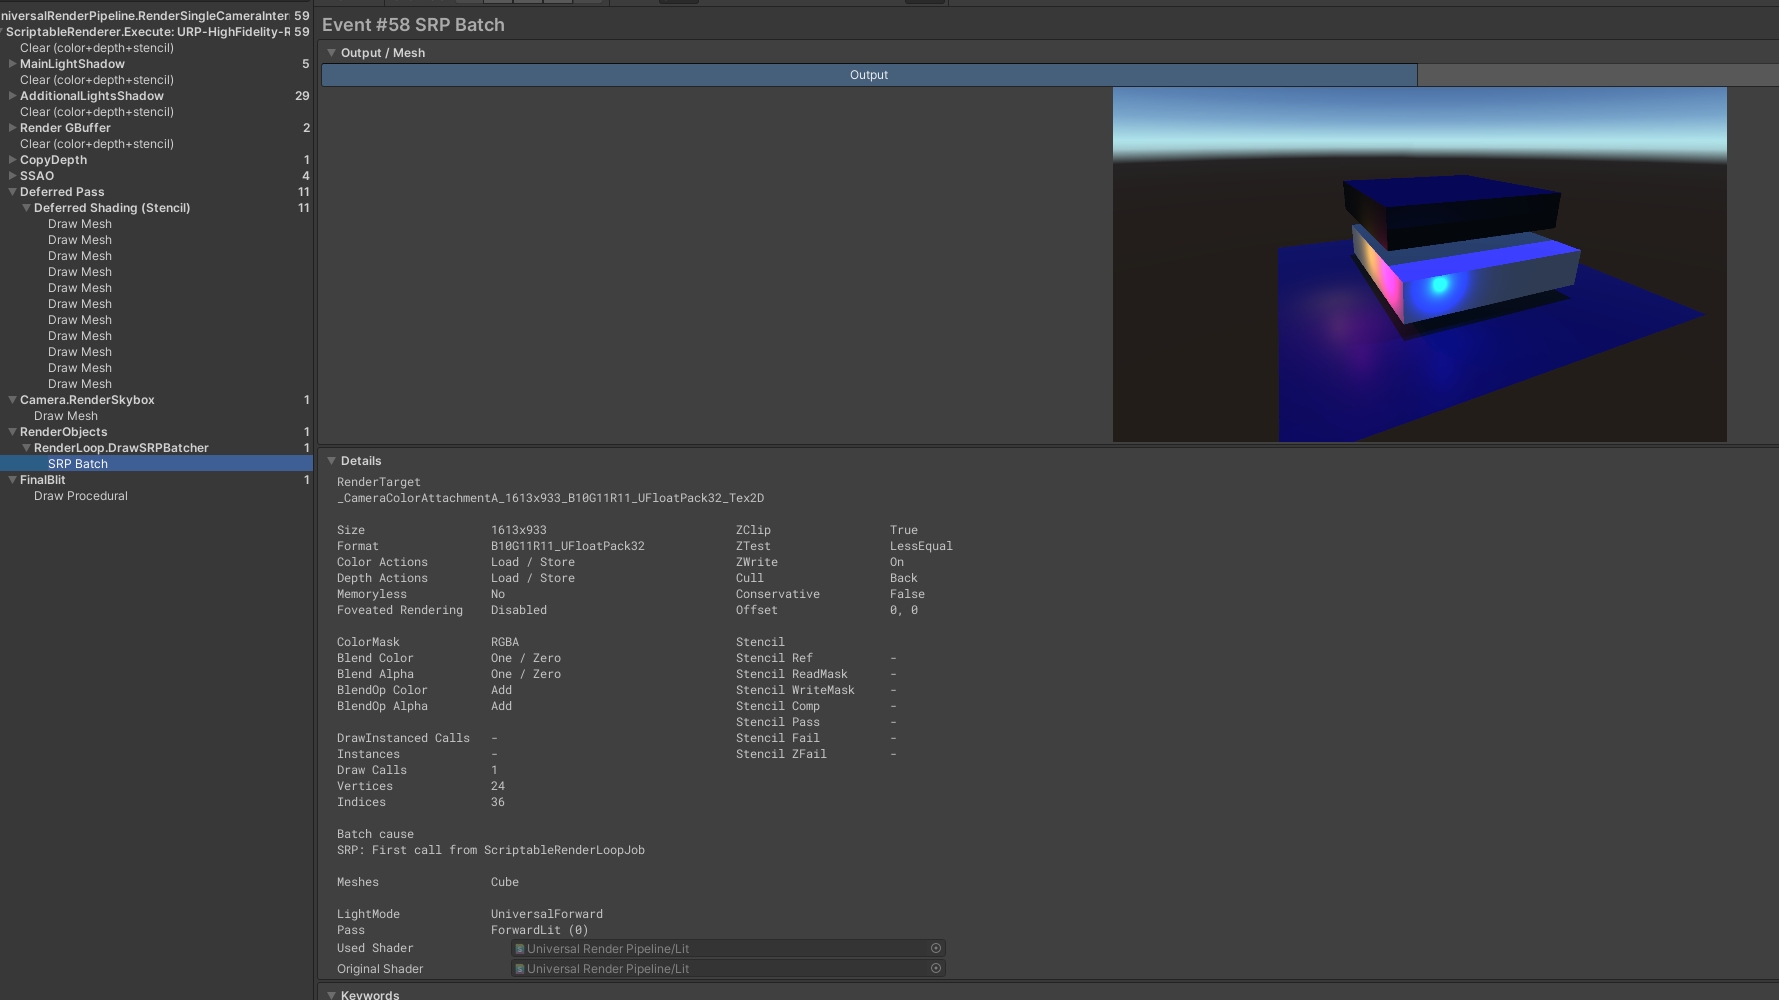 niversalRenderPipeline.RenderSingleCameraInter 59
ScriptableRenderer.Execute: URP-HighFidelity-R 59
Clear (color+depth+stencil)
MainLightShadow 5
Clear (color+depth+stencil)
AdditionalLightsShadow 29
Clear (color+depth+stencil)
Render GBuffer 2
Clear (color+depth+stencil)
CopyDepth 1
SSAO 4
Deferred Pass 11
Deferred Shading (Stencil) 11
Draw Mesh
Draw Mesh
Draw Mesh
Draw Mesh
Draw Mesh
Draw Mesh
Draw Mesh
Draw Mesh
Draw Mesh
Draw Mesh
Draw Mesh
Camera.RenderSkybox 1
Draw Mesh
RenderObjects 1
RenderLoop.DrawSRPBatcher 1
SRP Batch
FinalBlit 1
Draw Procedural
Event #58 SRP Batch
Output / Mesh
Output
Details
RenderTarget
_CameraColorAttachmentA_1613x933_B10G11R11_UFloatPack32_Tex2D
Size 1613x933 ZClip True
Format B10G11R11_UFloatPack32 ZTest LessEqual
Color Actions Load / Store ZWrite On
Depth Actions Load / Store Cull Back
Memoryless No Conservative False
Foveated Rendering Disabled Offset 0, 0
ColorMask RGBA Stencil
Blend Color One / Zero Stencil Ref -
Blend Alpha One / Zero Stencil ReadMask -
BlendOp Color Add Stencil WriteMask -
BlendOp Alpha Add Stencil Comp -
Stencil Pass -
DrawInstanced Calls - Stencil Fail -
Instances - Stencil ZFail -
Draw Calls 1
Vertices 24
Indices 36
Batch cause
SRP: First call from ScriptableRenderLoopJob
Meshes Cube
LightMode UniversalForward
Pass ForwardLit (0)
Used Shader Universal Render Pipeline/Lit
Original Shader Universal Render Pipeline/Lit
Keywords